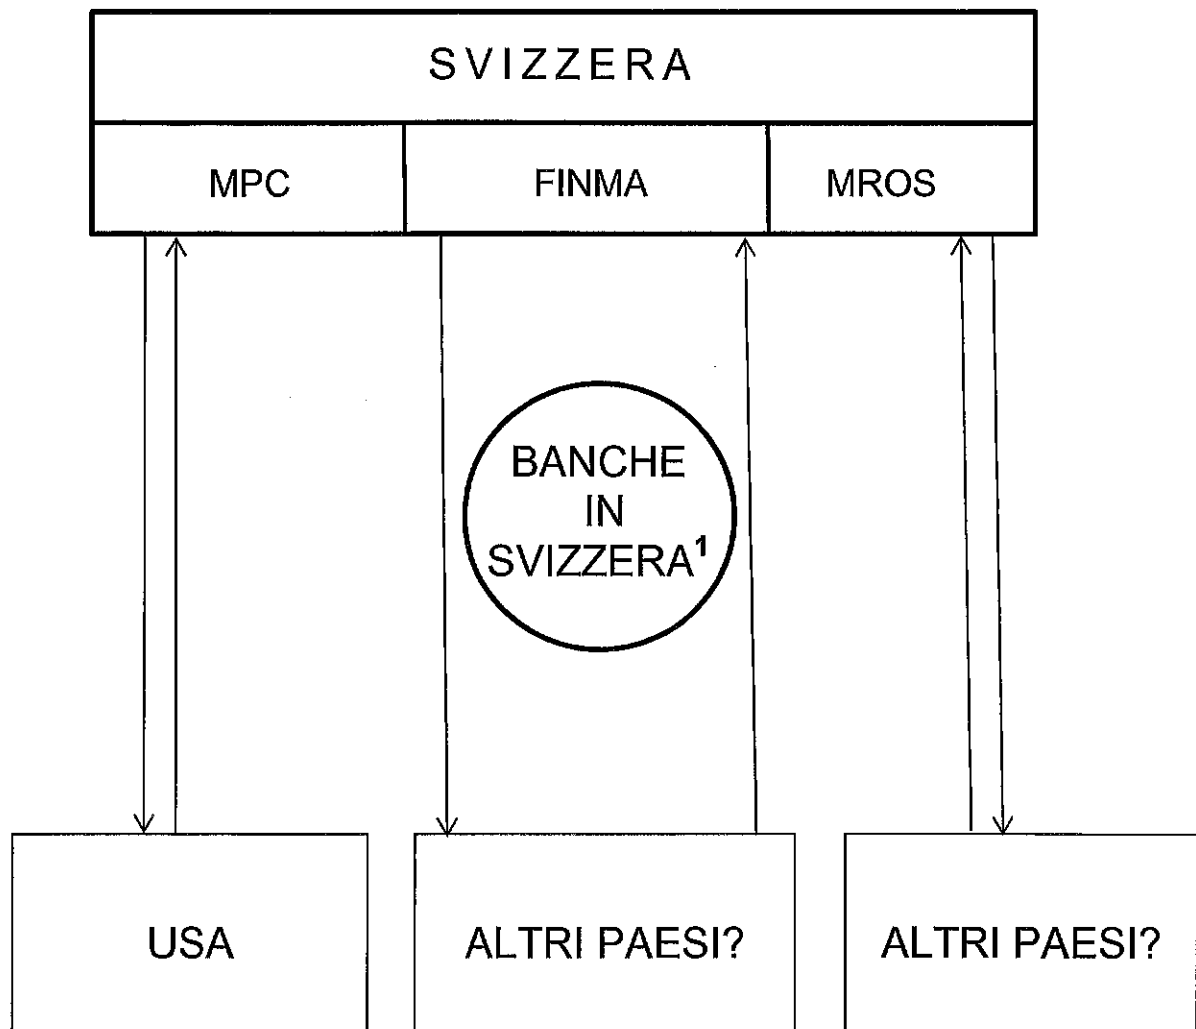 SVIZZERA
MPC
FINMA
MROS
BANCHE
IN
SVIZZERA¹
USA
ALTRI PAESI?
ALTRI PAESI?